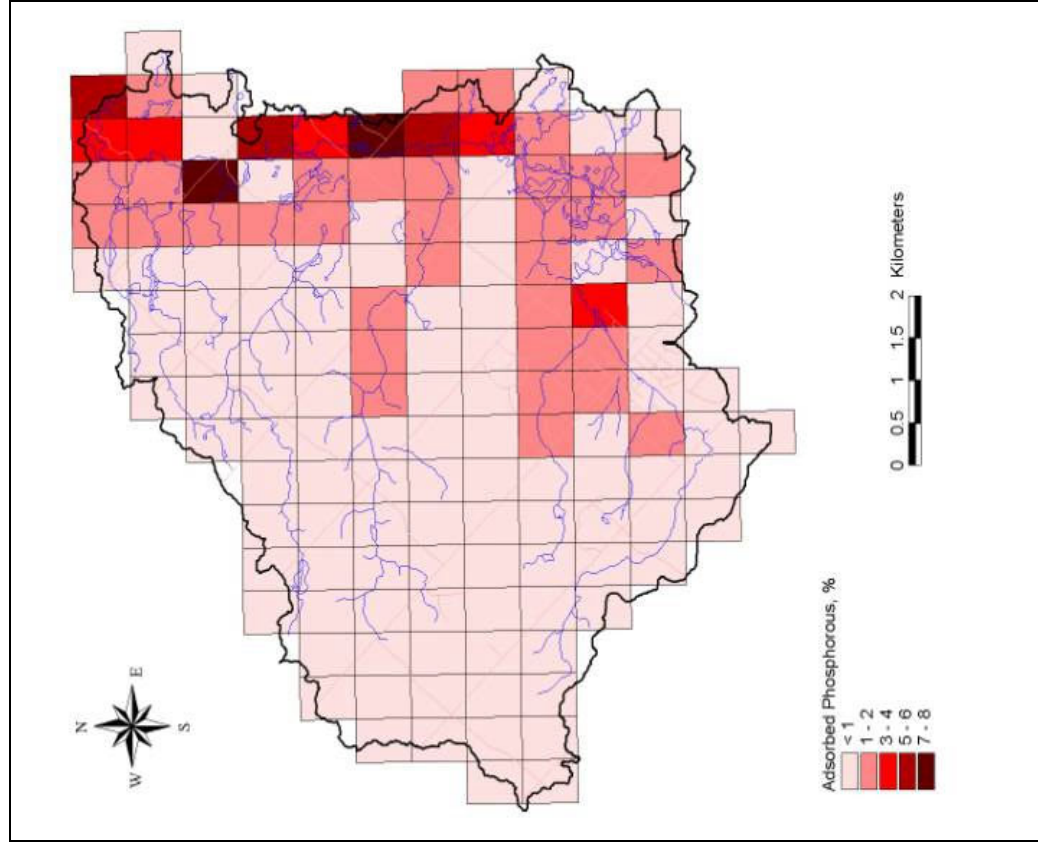 N
W
E
S
0 0.5 1 1.5 2 Kilometers
Adsorbed Phosphorous, %
< 1
1 - 2
3 - 4
5 - 6
7 - 8